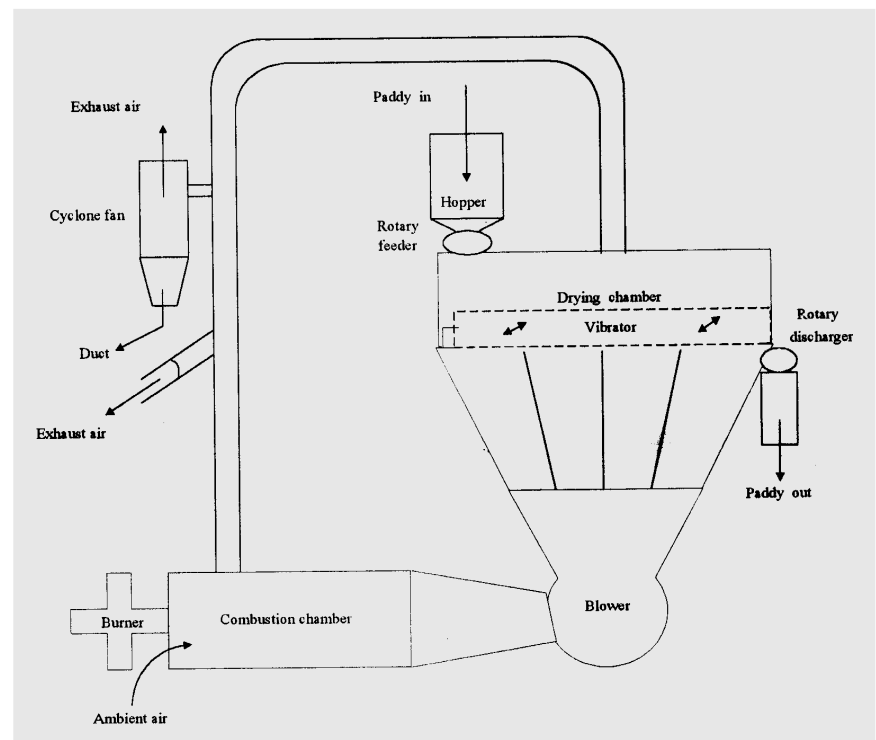 Exhaust air
Paddy in
Cyclone fan
Hopper
Rotary
feeder
Drying chamber
Vibrator
Rotary
discharger
Duct
Exhaust air
Paddy out
Burner
Combustion chamber
Blower
Ambient air